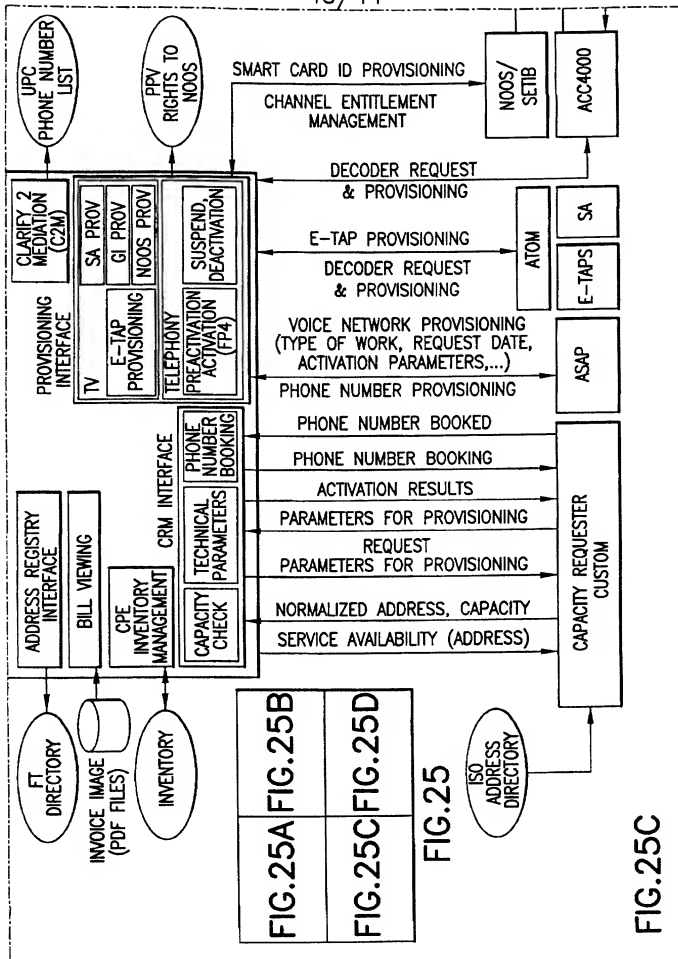 UPC
PHONE NUMBER
LIST
PPV
RIGHTS TO
NOOS
SMART CARD ID PROVISIONING
CHANNEL ENTITLEMENT
MANAGEMENT
NOOS/
SETIB
ACC4000
DECODER REQUEST
& PROVISIONING
CLARIFY 2
MEDIATION
(C2M)
PROVISIONING
INTERFACE
TV
SA PROV
GI PROV
NOOS PROV
E-TAP
PROVISIONING
TELEPHONY
SUSPEND,
DEACTIVATION
PREACTIVATION
ACTIVATION
(FP4)
E-TAP PROVISIONING
DECODER REQUEST
& PROVISIONING
ATOM
SA
E-TAPS
VOICE NETWORK PROVISIONING
(TYPE OF WORK, REQUEST DATE,
ACTIVATION PARAMETERS,...)
PHONE NUMBER PROVISIONING
ASAP
ADDRESS REGISTRY
INTERFACE
BILL VIEWING
CPE
INVENTORY
MANAGEMENT
CRM INTERFACE
PHONE
NUMBER
BOOKING
TECHNICAL
PARAMETERS
CAPACITY
CHECK
PHONE NUMBER BOOKED
PHONE NUMBER BOOKING
ACTIVATION RESULTS
PARAMETERS FOR PROVISIONING
REQUEST
PARAMETERS FOR PROVISIONING
NORMALIZED ADDRESS, CAPACITY
SERVICE AVAILABILITY (ADDRESS)
CAPACITY REQUESTER
CUSTOM
FT
DIRECTORY
INVOICE IMAGE
(PDF FILES)
INVENTORY
FIG.25A
FIG.25B
FIG.25C
FIG.25D
FIG.25
ISO
ADDRESS
DIRECTORY
FIG.25C